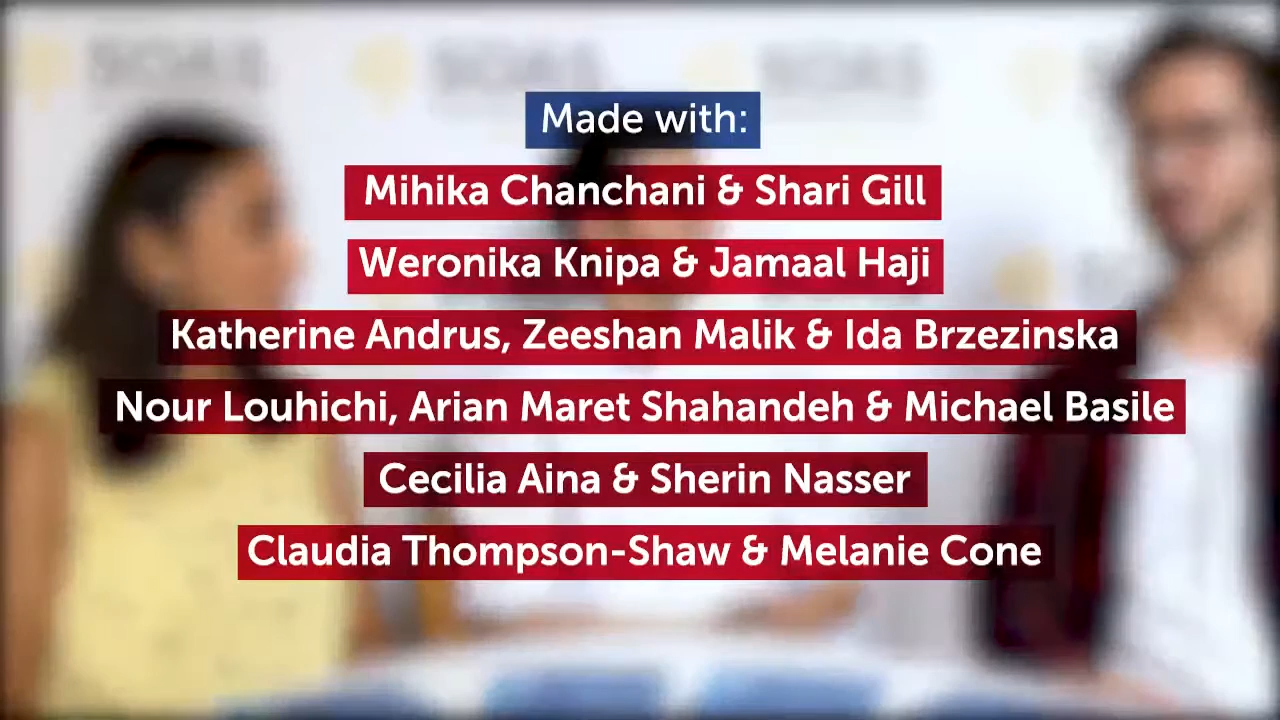 Made with:
Mihika Chanchani & Shari Gill
Weronika Knipa & Jamaal Haji
Katherine Andrus, Zeeshan Malik & Ida Brzezinska
Nour Louhichi, Arian Maret Shahandeh & Michael Basile
Cecilia Aina & Sherin Nasser
Claudia Thompson-Shaw & Melanie Cone